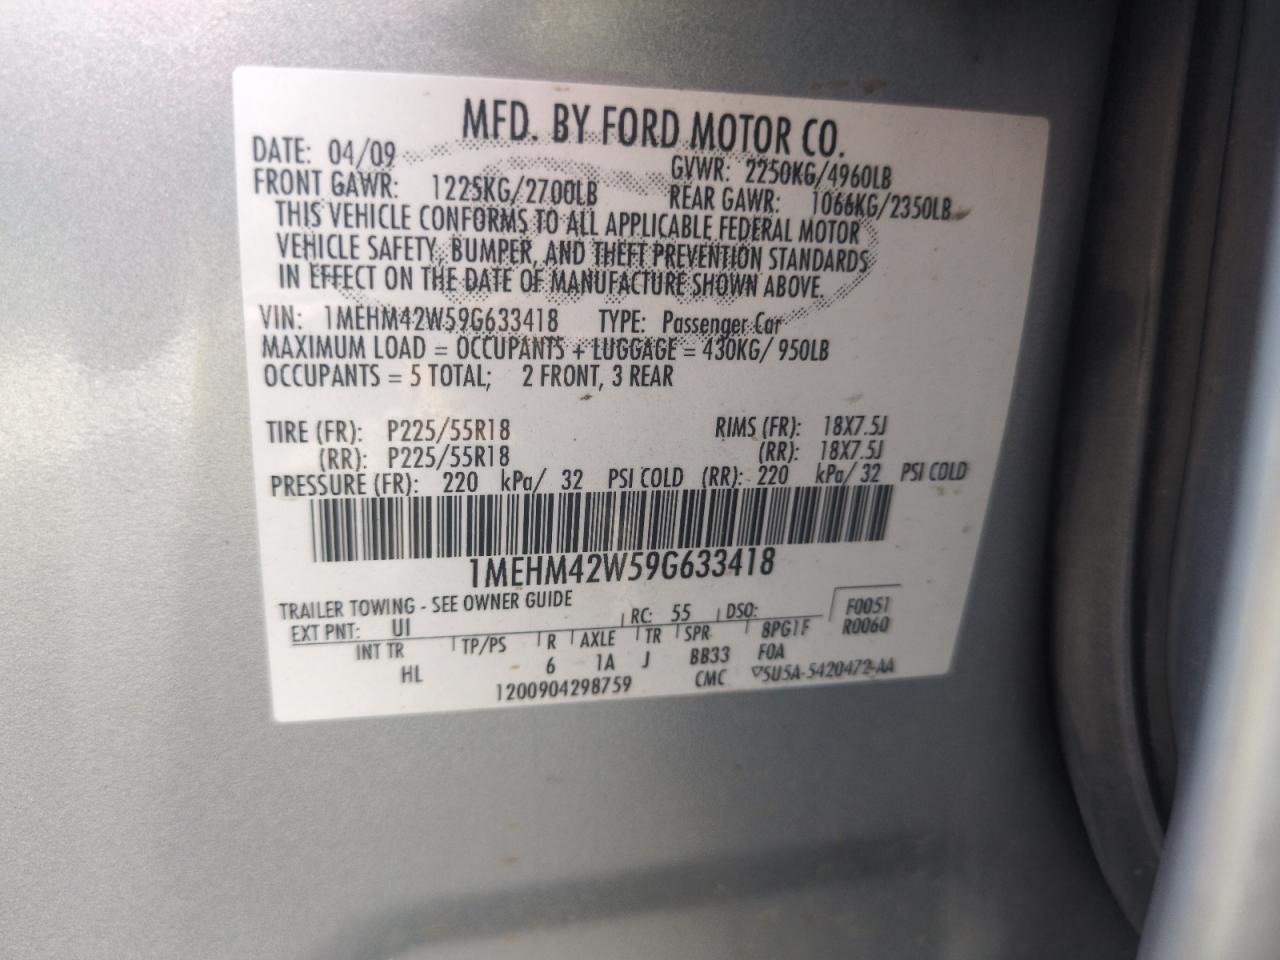 MFD. BY FORD MOTOR CO.
DATE: 04/09 GVWR: 2250KG/4960LB
FRONT GAWR: 1225KG/2700LB REAR GAWR: 1066KG/2350LB
THIS VEHICLE CONFORMS TO ALL APPLICABLE FEDERAL MOTOR
VEHICLE SAFETY, BUMPER, AND THEFT PREVENTION STANDARDS
IN EFFECT ON THE DATE OF MANUFACTURE SHOWN ABOVE.
VIN: 1MEHM42W59G633418 TYPE: Passenger Car
MAXIMUM LOAD = OCCUPANTS + LUGGAGE = 430KG/ 950LB
OCCUPANTS = 5 TOTAL; 2 FRONT, 3 REAR
TIRE (FR): P225/55R18 RIMS (FR): 18X7.5J
(RR): P225/55R18 (RR): 18X7.5J
PRESSURE (FR): 220 kPa/ 32 PSI COLD (RR): 220 kPa/ 32 PSI COLD
1MEHM42W59G633418
TRAILER TOWING - SEE OWNER GUIDE
EXT PNT: UI RC: 55 DSO: F0051
INT TR TP/PS R AXLE TR SPR 8PG1F R0060
HL 6 1A J BB33 FOA
1200904298759 CMC ▽5U5A-5420472-AA